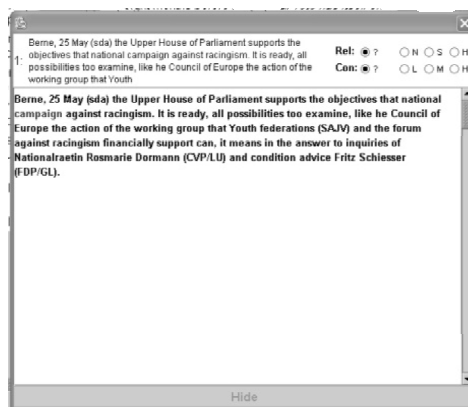 Berne, 25 May (sda) the Upper House of Parliament supports the
1: objectives that national campaign against racingism. It is ready, all
possibilities too examine, like he Council of Europe the action of the
working group that Youth
Rel: ? N S H
Con: ? L M H
Berne, 25 May (sda) the Upper House of Parliament supports the objectives that national
campaign against racingism. It is ready, all possibilities too examine, like he Council of
Europe the action of the working group that Youth federations (SAJV) and the forum
against racingism financially support can, it means in the answer to inquiries of
Nationalraetin Rosmarie Dormann (CVP/LU) and condition advice Fritz Schiesser
(FDP/GL).
Hide